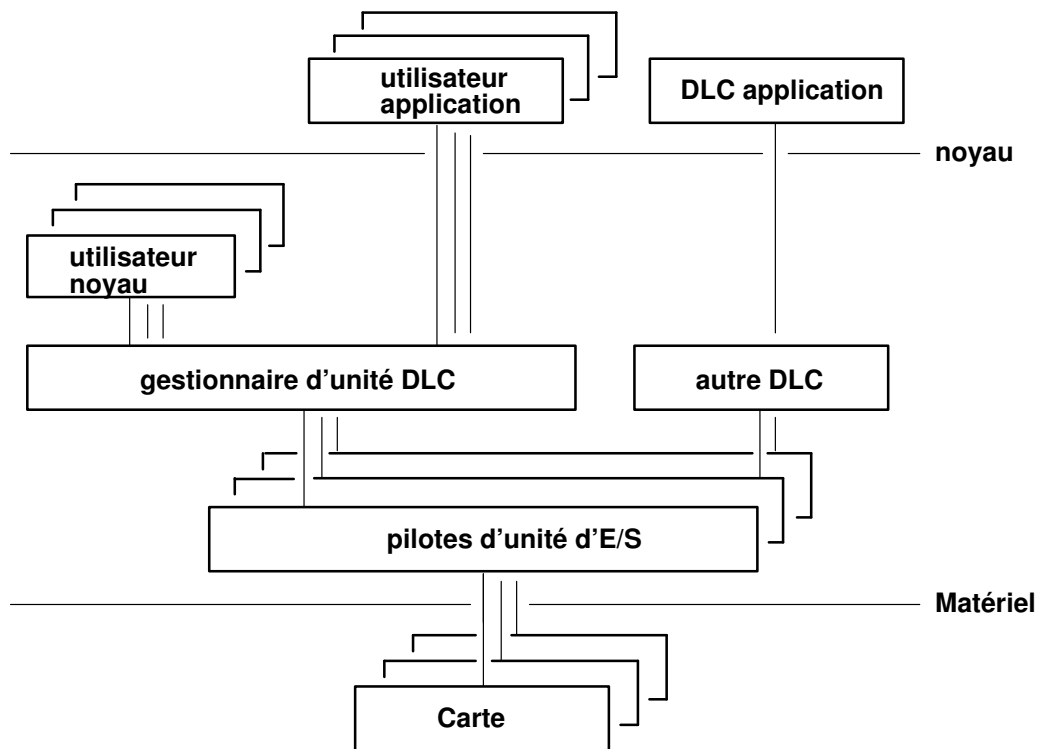 utilisateur
application
DLC application
noyau
utilisateur
noyau
gestionnaire d’unité DLC
autre DLC
pilotes d’unité d’E/S
Matériel
Carte